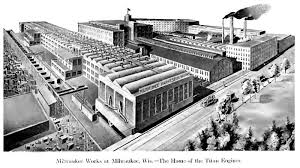 Milwaukee Works at Milwaukee, Wis.—The Home of the Titan Engines